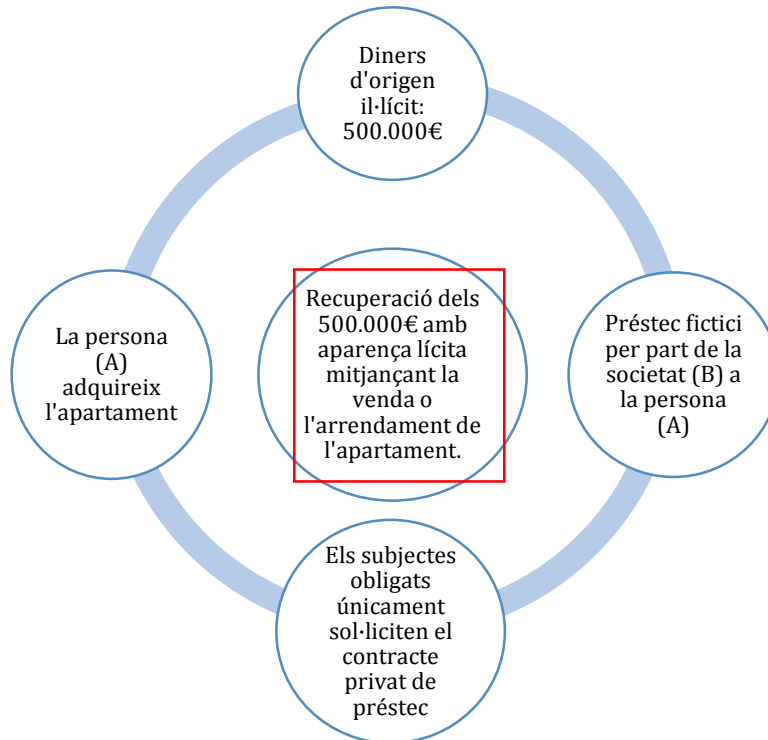 Diners
d'origen
il·lícit:
500.000€
Préstec fictici
per part de la
societat (B) a
la persona
(A)
Els subjectes
obligats
únicament
sol·liciten el
contracte
privat de
préstec
La persona
(A)
adquireix
l'apartament
Recuperació dels
500.000€ amb
aparença lícita
mitjançant la
venda o
l'arrendament de
l'apartament.